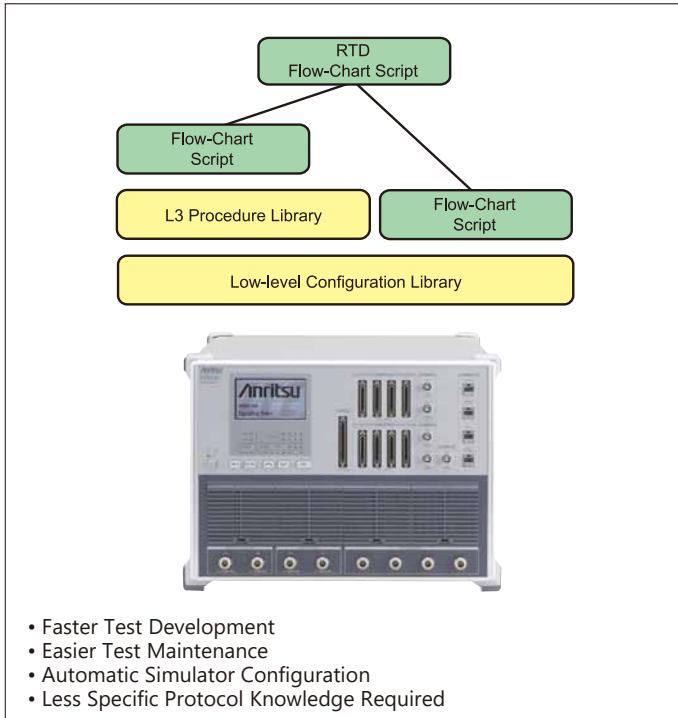 RTD
Flow-Chart Script
Flow-Chart
Script
L3 Procedure Library
Flow-Chart
Script
Low-level Configuration Library
Anritsu
• Faster Test Development
• Easier Test Maintenance
• Automatic Simulator Configuration
• Less Specific Protocol Knowledge Required